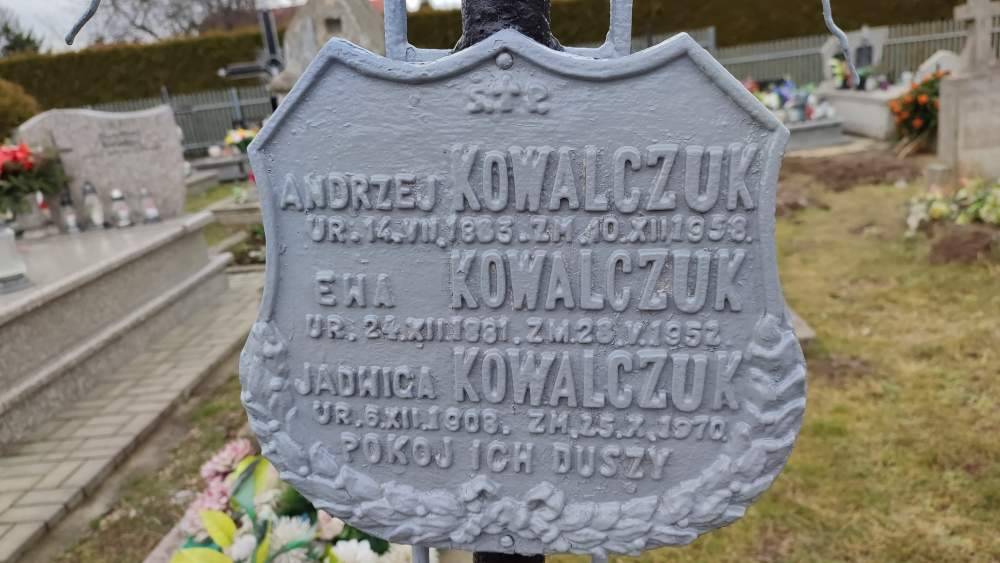 Ś✝P
ANDRZEJ KOWALCZUK
UR. 14.VII.1885. ZM. 10.XII.1958.
EWA KOWALCZUK
UR. 24.XII.1881. ZM 28.V.1952.
JADWIGA KOWALCZUK
UR. 6.XII.1908. ZM. 25.X.1970.
POKÓJ ICH DUSZY